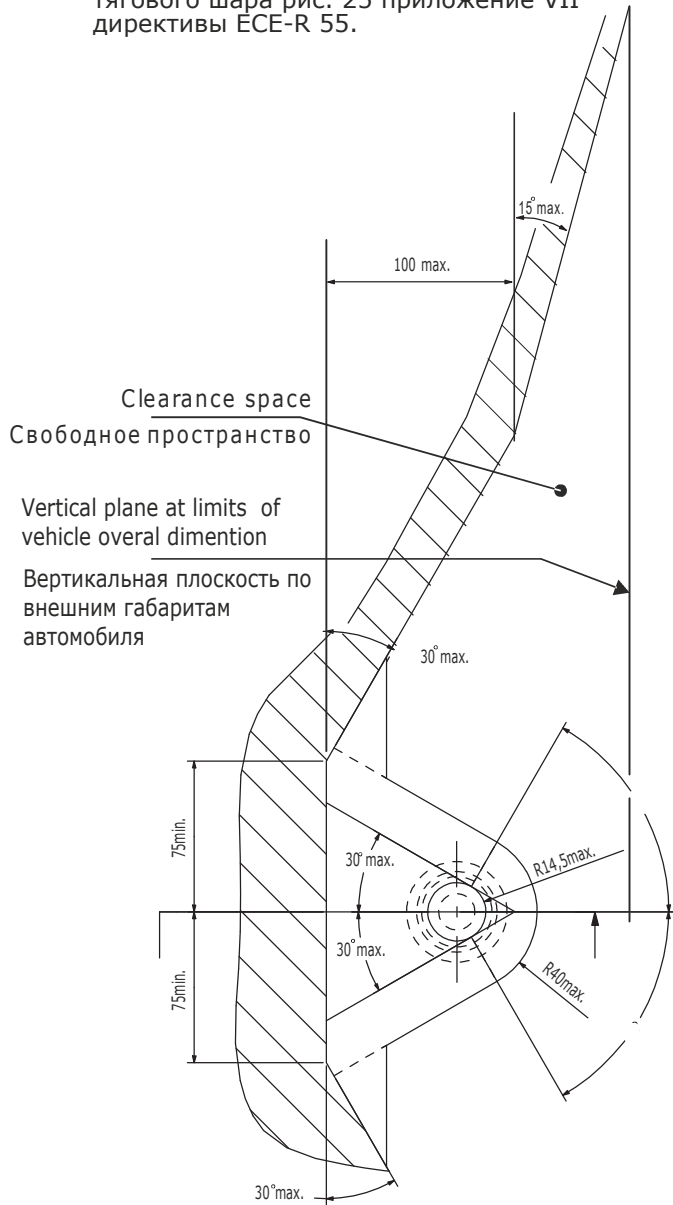 тягового шара рис. 25 приложение VII
директивы ECE-R 55.
15°max.
100 max.
Clearance space
Свободное пространство
Vertical plane at limits of
vehicle overal dimention
Вертикальная плоскость по
внешним габаритам
автомобиля
30°max.
75min.
30°max.
R14,5max.
30°max.
75min.
R40max.
30°max.